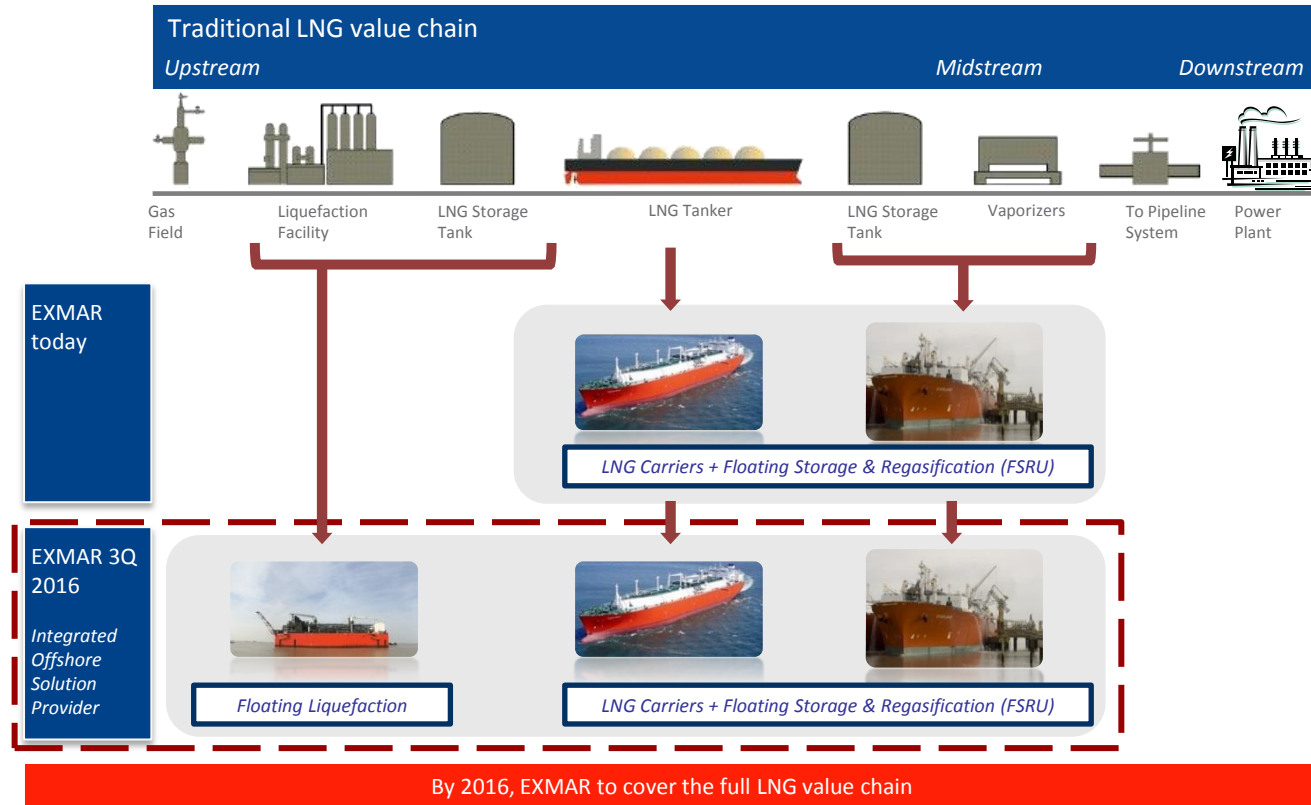 Traditional LNG value chain
Upstream Midstream Downstream
Gas
Field
Liquefaction
Facility
LNG Storage
Tank
LNG Tanker
LNG Storage
Tank
Vaporizers
To Pipeline
System
Power
Plant
EXMAR
today
LNG Carriers + Floating Storage & Regasification (FSRU)
EXMAR 3Q
2016
Integrated
Offshore
Solution
Provider
Floating Liquefaction
LNG Carriers + Floating Storage & Regasification (FSRU)
By 2016, EXMAR to cover the full LNG value chain